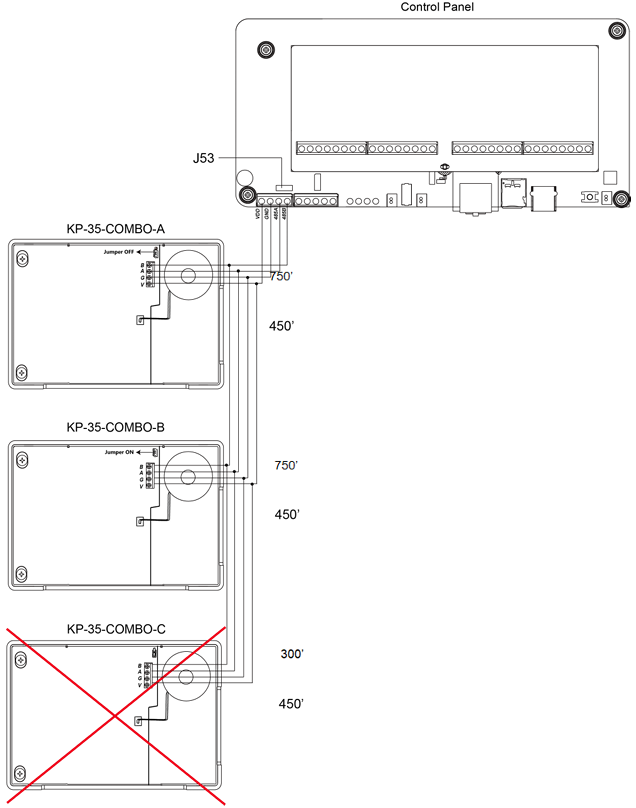 Control Panel
J53
VDD
GND
485A
485B
KP-35-COMBO-A
Jumper OFF
B
A
G
V
750’
450’
KP-35-COMBO-B
Jumper ON
B
A
G
V
750’
450’
KP-35-COMBO-C
B
A
G
V
300’
450’